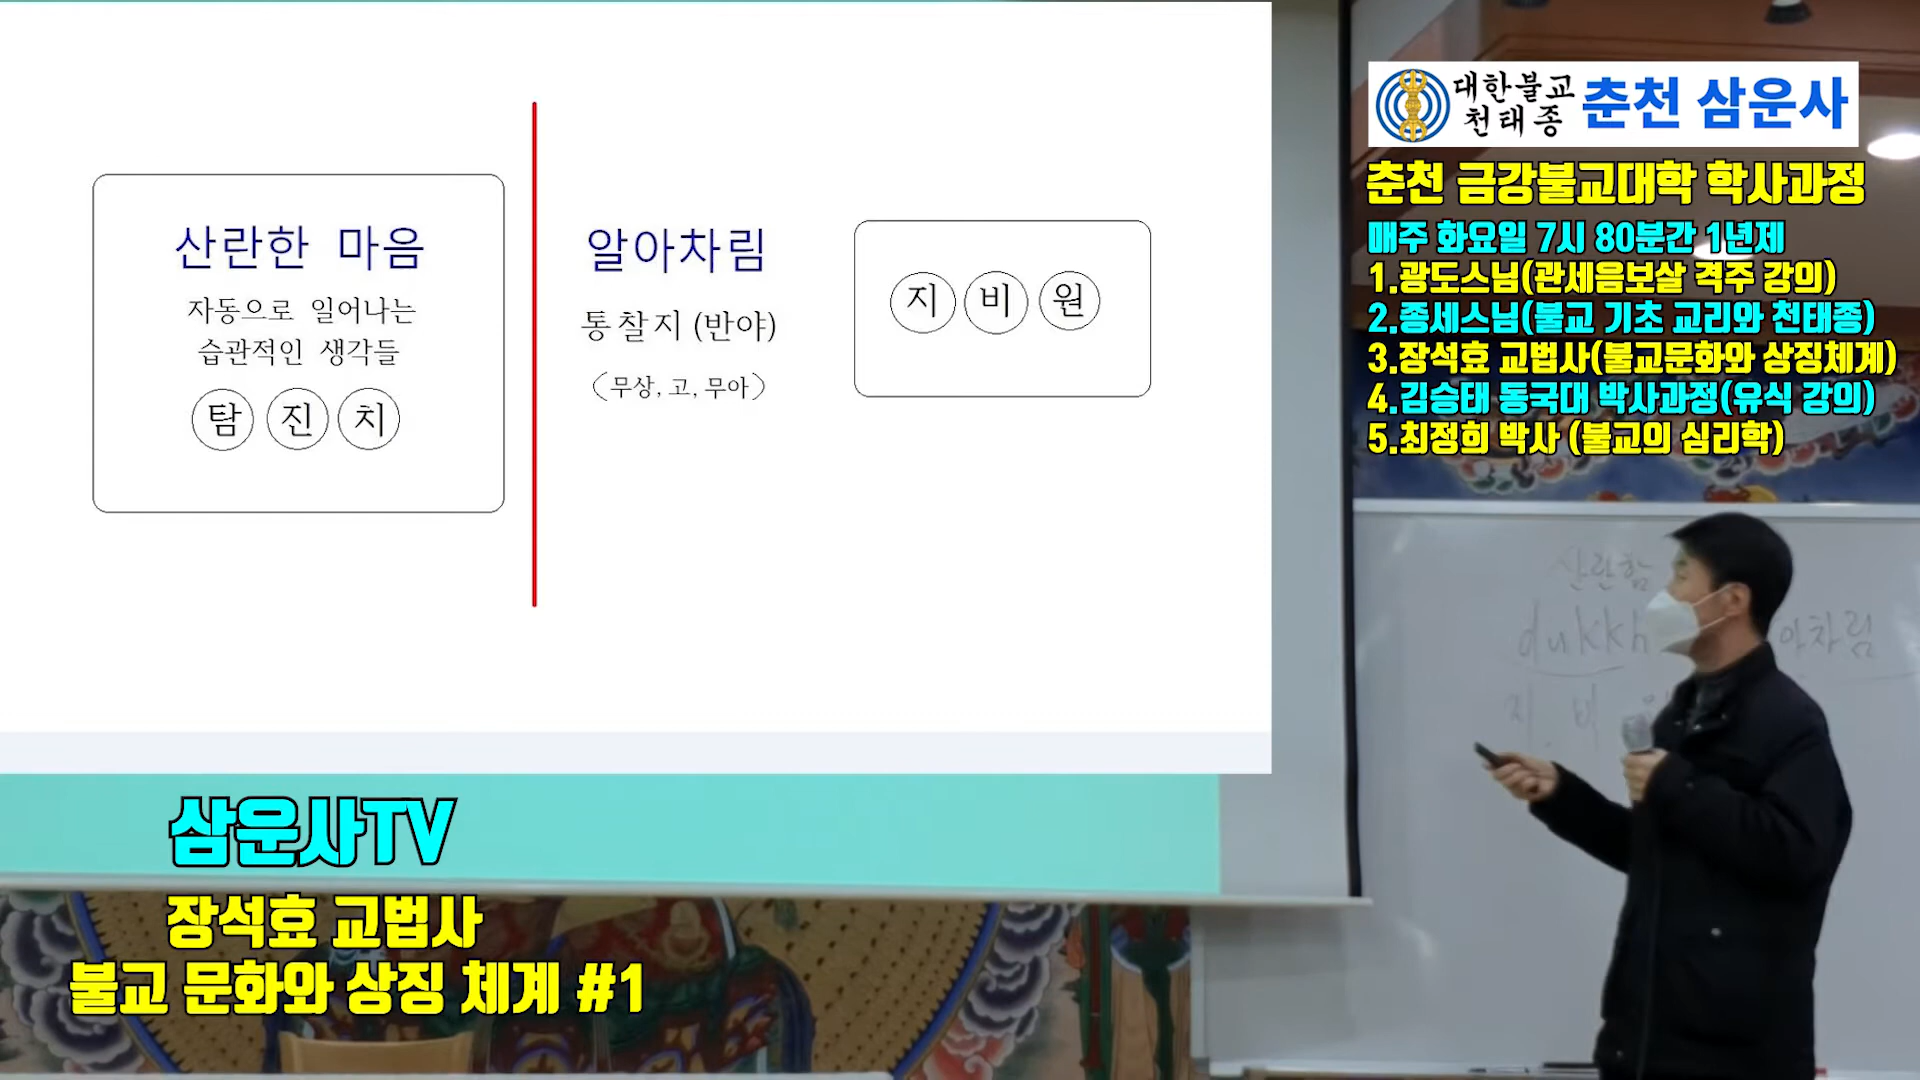 산란한 마음
자동으로 일어나는
습관적인 생각들
탐 진 치
알아차림
통찰지 (반야)
(무상, 고, 무아)
지 비 원
대한불교
천태종
춘천 삼운사
춘천 금강불교대학 학사과정
매주 화요일 7시 80분간 1년제
1.광도스님(관세음보살 격주 강의)
2.종세스님(불교 기초 교리와 천태종)
3.장석효 교법사(불교문화와 상징체계)
4.김승태 동국대 박사과정(유식 강의)
5.최정희 박사 (불교의 심리학)
산란함
dukkh
아차림
지 비
삼운사TV
장석효 교법사
불교 문화와 상징 체계 #1